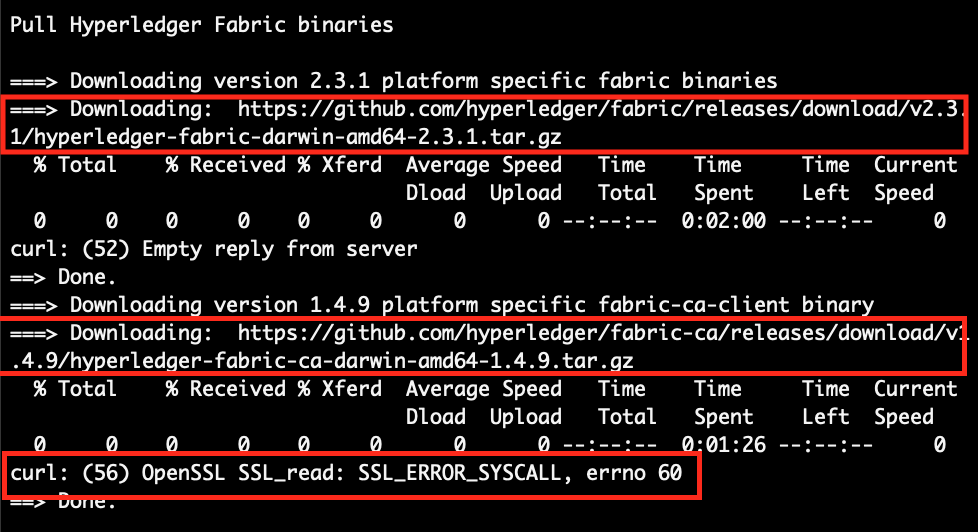 Pull Hyperledger Fabric binaries
===> Downloading version 2.3.1 platform specific fabric binaries
===> Downloading:  https://github.com/hyperledger/fabric/releases/download/v2.3.
1/hyperledger-fabric-darwin-amd64-2.3.1.tar.gz
  % Total    % Received % Xferd  Average Speed   Time    Time     Time  Current
                                 Dload  Upload   Total   Spent    Left  Speed
  0     0    0     0    0     0      0      0 --:--:--  0:02:00 --:--:--     0
curl: (52) Empty reply from server
==> Done.
===> Downloading version 1.4.9 platform specific fabric-ca-client binary
===> Downloading:  https://github.com/hyperledger/fabric-ca/releases/download/v1
.4.9/hyperledger-fabric-ca-darwin-amd64-1.4.9.tar.gz
  % Total    % Received % Xferd  Average Speed   Time    Time     Time  Current
                                 Dload  Upload   Total   Spent    Left  Speed
  0     0    0     0    0     0      0      0 --:--:--  0:01:26 --:--:--     0
curl: (56) OpenSSL SSL_read: SSL_ERROR_SYSCALL, errno 60
==> Done.